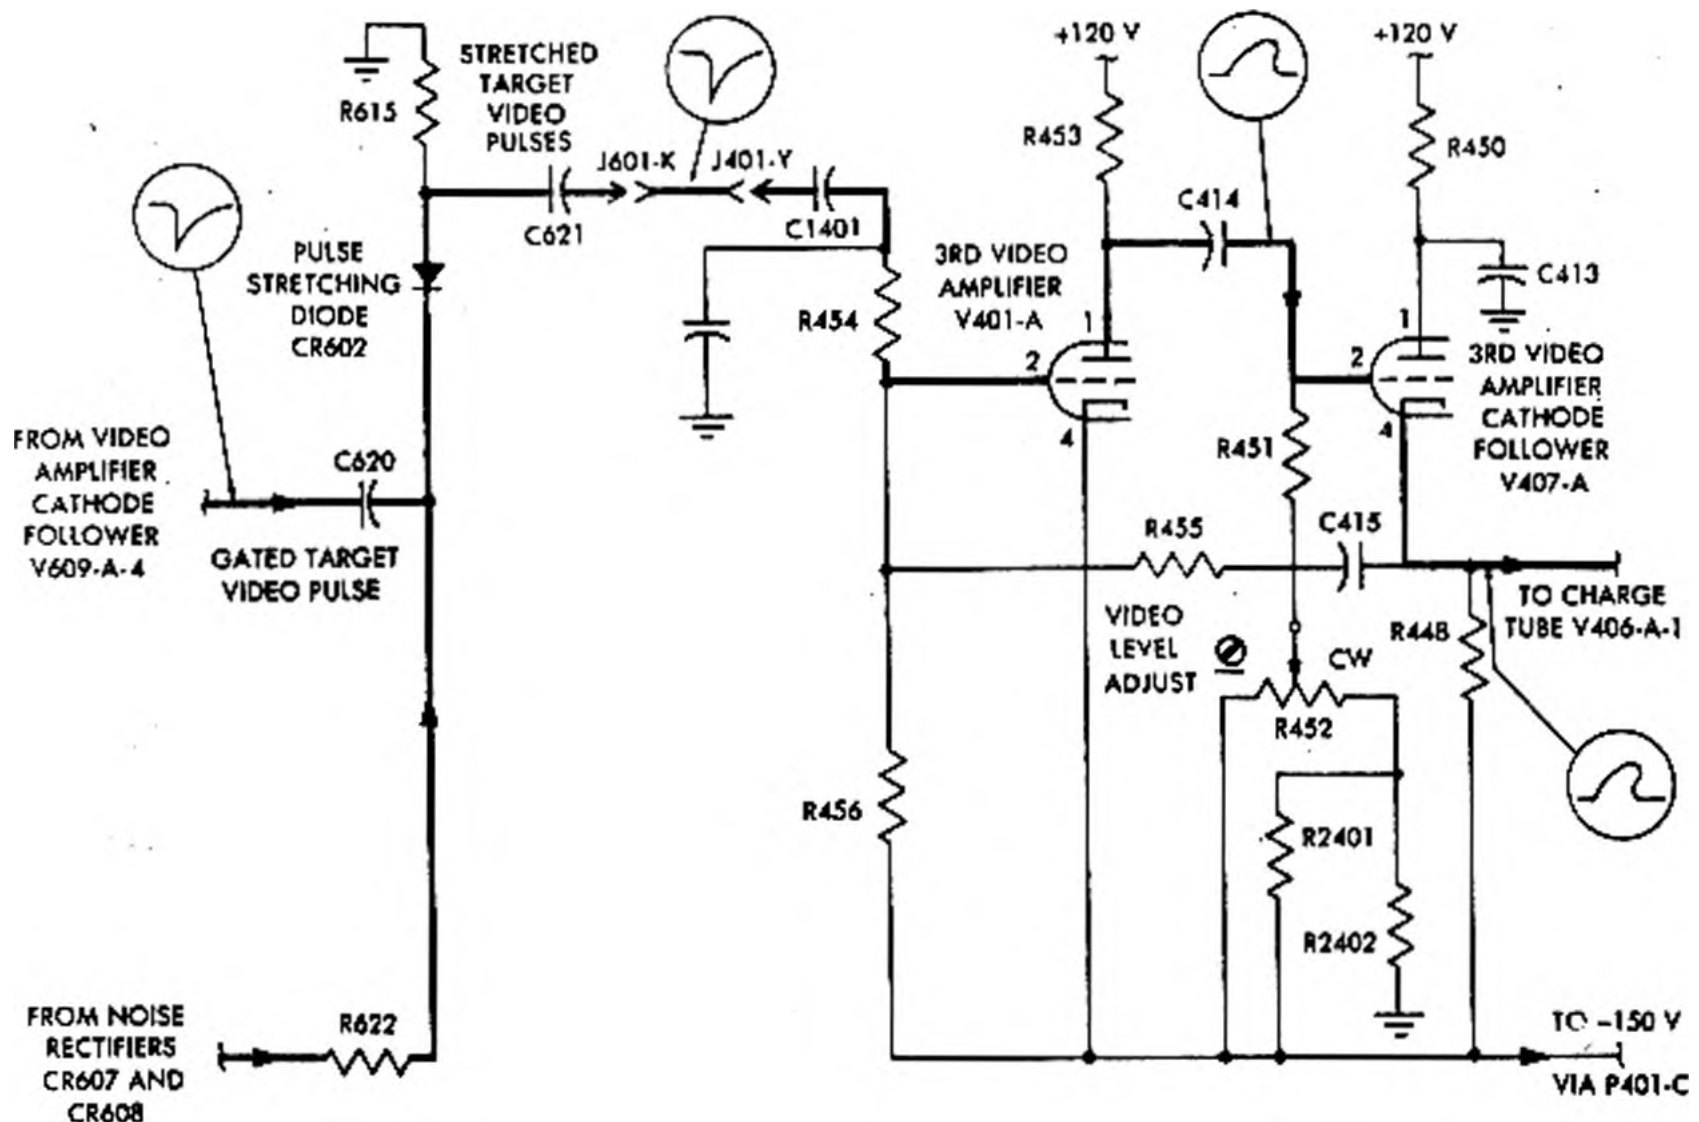 +120 V
+120 V
STRETCHED
TARGET
VIDEO
PULSES
R615
R453
R450
J601-K
J401-Y
C414
C621
C1401
PULSE
STRETCHING
DIODE
CR602
3RD VIDEO
AMPLIFIER
V401-A
C413
R454
1
2
4
1
2
4
3RD VIDEO
AMPLIFIER
CATHODE
FOLLOWER
V407-A
FROM VIDEO
AMPLIFIER
CATHODE
FOLLOWER
V609-A-4
C620
GATED TARGET
VIDEO PULSE
R451
R455
C415
TO CHARGE
TUBE V406-A-1
VIDEO
LEVEL
ADJUST
CW
R452
R448
R456
R2401
R2402
FROM NOISE
RECTIFIERS
CR607 AND
CR608
R622
TO -150 V
VIA P401-C